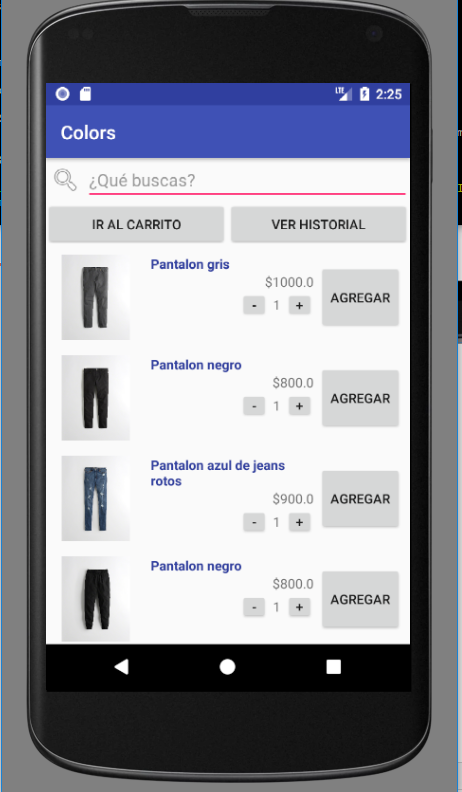 LTE 2:25
Colors
¿Qué buscas?
IR AL CARRITO VER HISTORIAL
Pantalon gris
$1000.0
- 1 +
AGREGAR
Pantalon negro
$800.0
- 1 +
AGREGAR
Pantalon azul de jeans
rotos
$900.0
- 1 +
AGREGAR
Pantalon negro
$800.0
- 1 +
AGREGAR